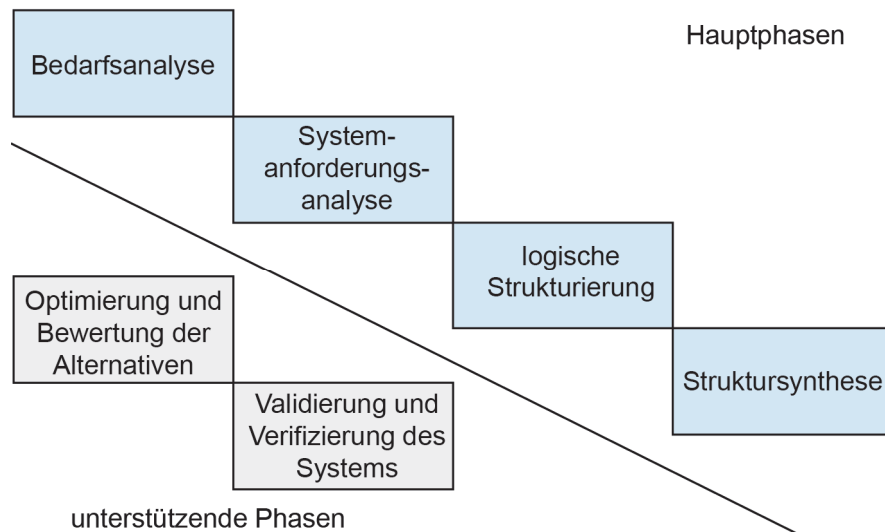 Hauptphasen
Bedarfsanalyse
System-
anforderungs-
analyse
logische
Strukturierung
Struktursynthese
Optimierung und
Bewertung der
Alternativen
Validierung und
Verifizierung des
Systems
unterstützende Phasen